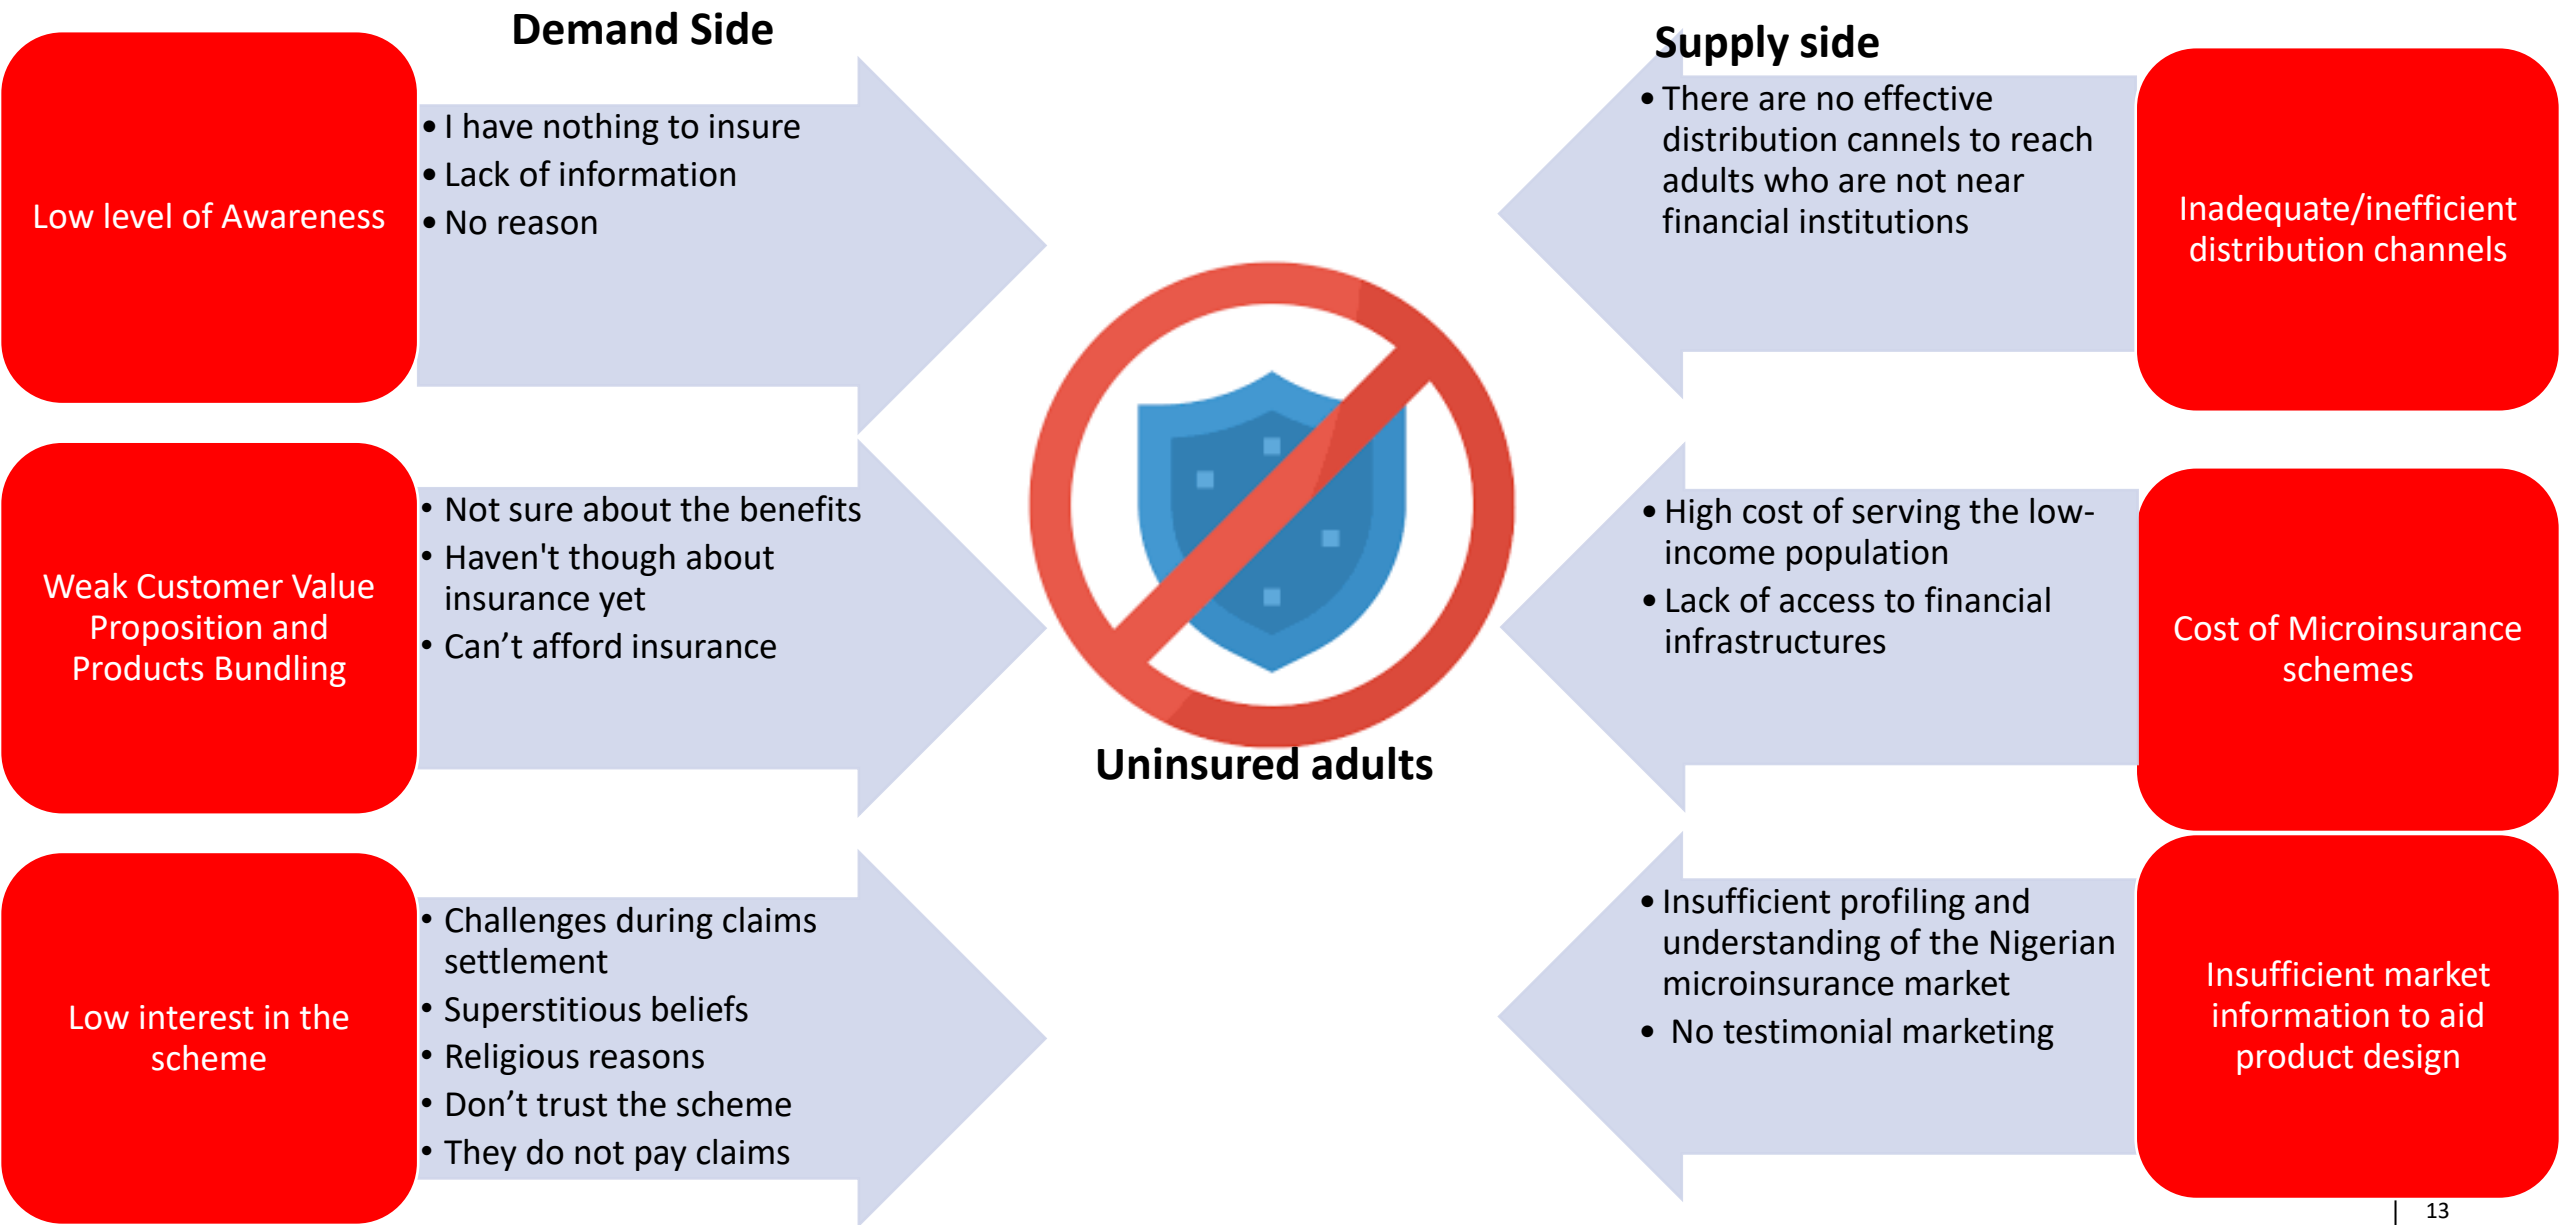 Demand Side
Low level of Awareness
• I have nothing to insure
• Lack of information
• No reason
Weak Customer Value
Proposition and
Products Bundling
• Not sure about the benefits
• Haven't though about
insurance yet
• Can’t afford insurance
Low interest in the
scheme
• Challenges during claims
settlement
• Superstitious beliefs
• Religious reasons
• Don’t trust the scheme
• They do not pay claims
Uninsured adults
Supply side
• There are no effective
distribution cannels to reach
adults who are not near
financial institutions
Inadequate/inefficient
distribution channels
• High cost of serving the low-
income population
• Lack of access to financial
infrastructures
Cost of Microinsurance
schemes
• Insufficient profiling and
understanding of the Nigerian
microinsurance market
• No testimonial marketing
Insufficient market
information to aid
product design
13